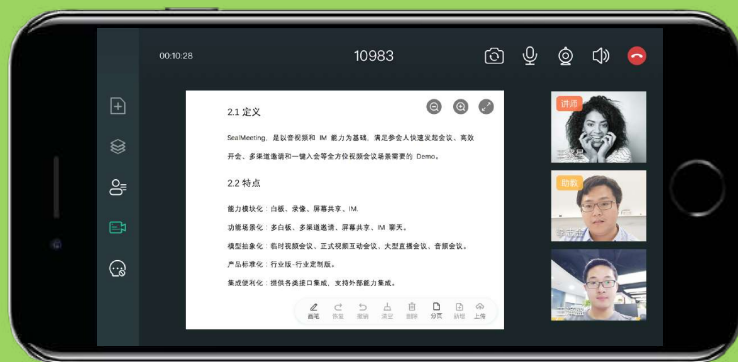 00:10:28
10983
2.1 定义
SealMeeting，是以音视频和 IM 能力为基础，满足参会人快速发起会议、高效
开会、多渠道邀请和一键入会等全方位视频会议场景需要的 Demo。
2.2 特点
能力模块化：白板、录像、屏幕共享、IM.
功能场景化：多白板、多渠道邀请、屏幕共享、IM 聊天。
模型抽象化：临时视频会议、正式视频互动会议、大型直播会议、音频会议。
产品标准化：行业版-行业定制版。
集成便利化：提供各类接口集成，支持外部能力集成。
画笔 恢复 撤销 清空 删除 分页 新增 上传
讲师
助教